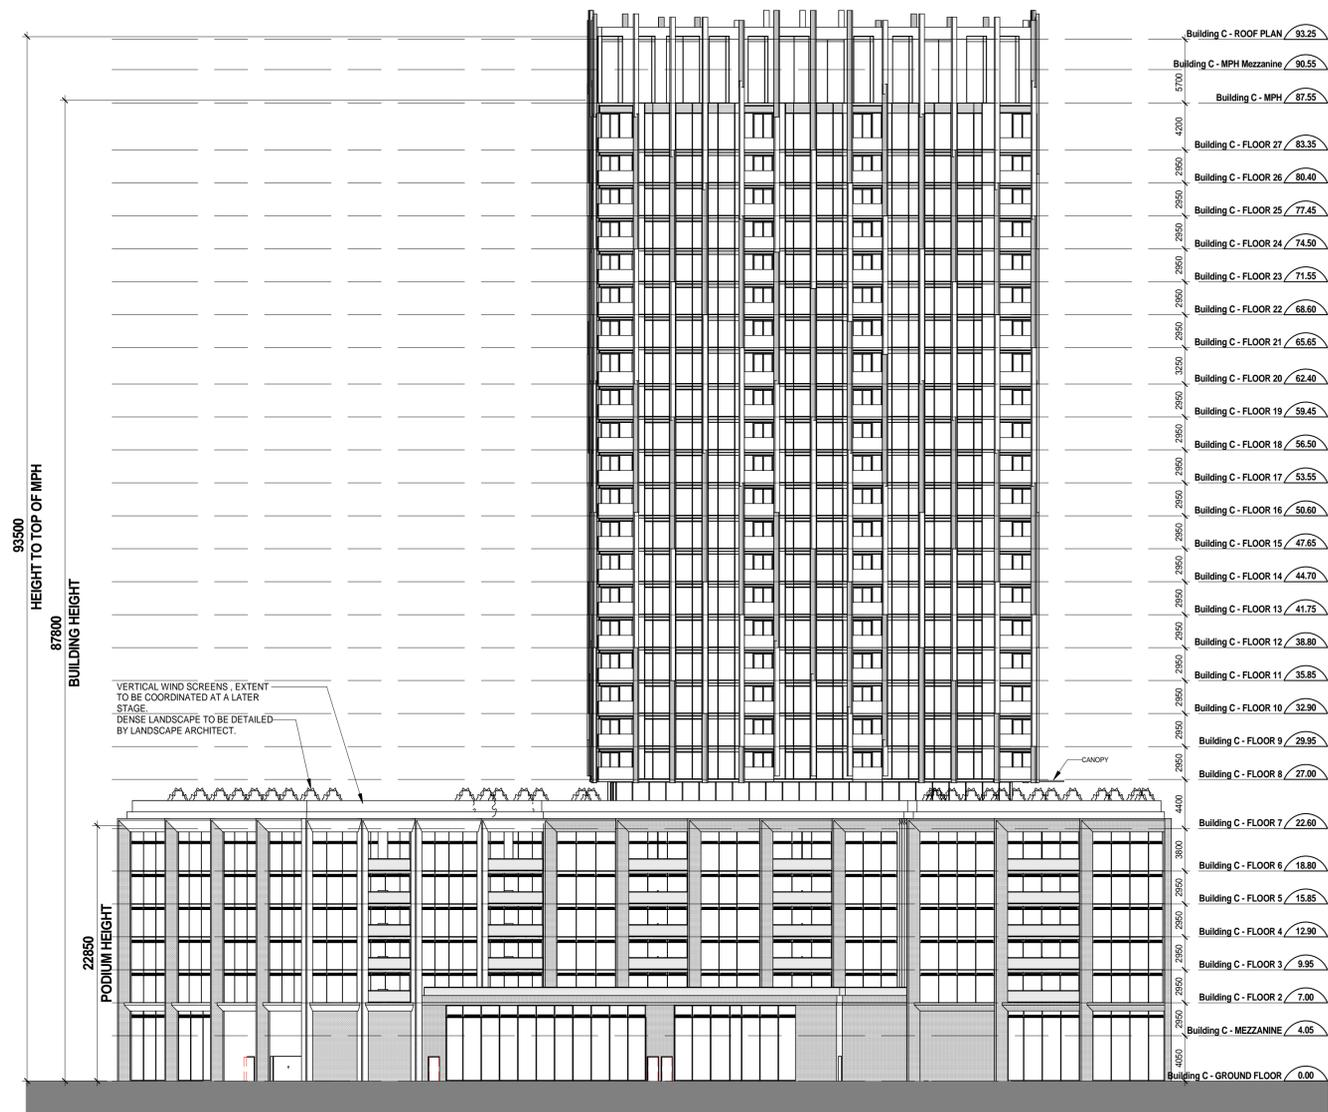 Building C - ROOF PLAN 93.25
Building C - MPH Mezzanine 90.55
5700
Building C - MPH 87.55
4200
Building C - FLOOR 27 83.35
2950
Building C - FLOOR 26 80.40
2950
Building C - FLOOR 25 77.45
2950
Building C - FLOOR 24 74.50
2950
Building C - FLOOR 23 71.55
2950
Building C - FLOOR 22 68.60
2950
Building C - FLOOR 21 65.65
3250
Building C - FLOOR 20 62.40
2950
Building C - FLOOR 19 59.45
2950
Building C - FLOOR 18 56.50
2950
Building C - FLOOR 17 53.55
2950
Building C - FLOOR 16 50.60
2950
Building C - FLOOR 15 47.65
2950
Building C - FLOOR 14 44.70
2950
Building C - FLOOR 13 41.75
2950
Building C - FLOOR 12 38.80
2950
Building C - FLOOR 11 35.85
2950
Building C - FLOOR 10 32.90
2950
Building C - FLOOR 9 29.95
2950
Building C - FLOOR 8 27.00
4400
Building C - FLOOR 7 22.60
3800
Building C - FLOOR 6 18.80
2950
Building C - FLOOR 5 15.85
2950
Building C - FLOOR 4 12.90
2950
Building C - FLOOR 3 9.95
2950
Building C - FLOOR 2 7.00
2950
Building C - MEZZANINE 4.05
4050
Building C - GROUND FLOOR 0.00
93500
HEIGHT TO TOP OF MPH
87800
BUILDING HEIGHT
VERTICAL WIND SCREENS , EXTENT
TO BE COORDINATED AT A LATER
STAGE.
DENSE LANDSCAPE TO BE DETAILED
BY LANDSCAPE ARCHITECT.
CANOPY
22850
PODIUM HEIGHT